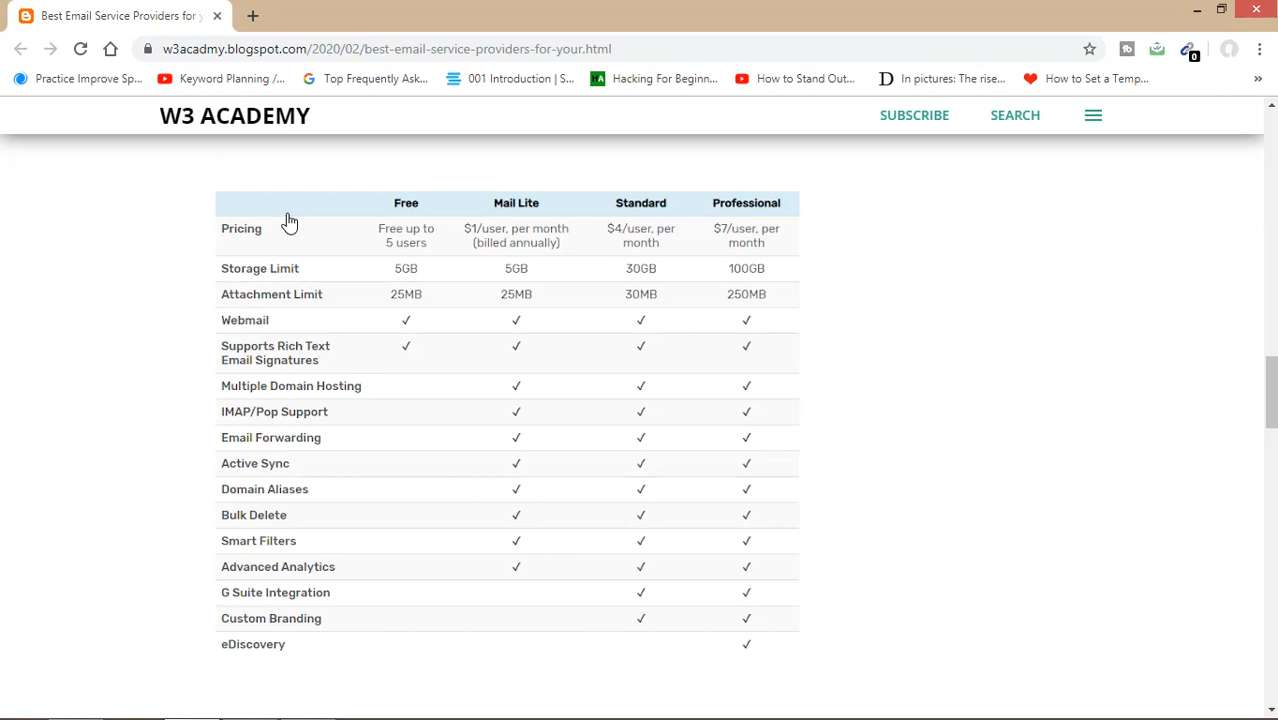 Best Email Service Providers for y
w3acadmy.blogspot.com/2020/02/best-email-service-providers-for-your.html
0
Practice Improve Sp... Keyword Planning /... Top Frequently Ask... 001 Introduction | S... Hacking For Beginn... How to Stand Out... In pictures: The rise... How to Set a Temp...
W3 ACADEMY SUBSCRIBE SEARCH
Free Mail Lite Standard Professional
Pricing Free up to $1/user, per month $4/user, per $7/user, per
5 users (billed annually) month month
Storage Limit 5GB 5GB 30GB 100GB
Attachment Limit 25MB 25MB 30MB 250MB
Webmail ✓ ✓ ✓ ✓
Supports Rich Text ✓ ✓ ✓ ✓
Email Signatures
Multiple Domain Hosting ✓ ✓ ✓
IMAP/Pop Support ✓ ✓ ✓
Email Forwarding ✓ ✓ ✓
Active Sync ✓ ✓ ✓
Domain Aliases ✓ ✓ ✓
Bulk Delete ✓ ✓ ✓
Smart Filters ✓ ✓ ✓
Advanced Analytics ✓ ✓ ✓
G Suite Integration ✓ ✓
Custom Branding ✓ ✓
eDiscovery ✓